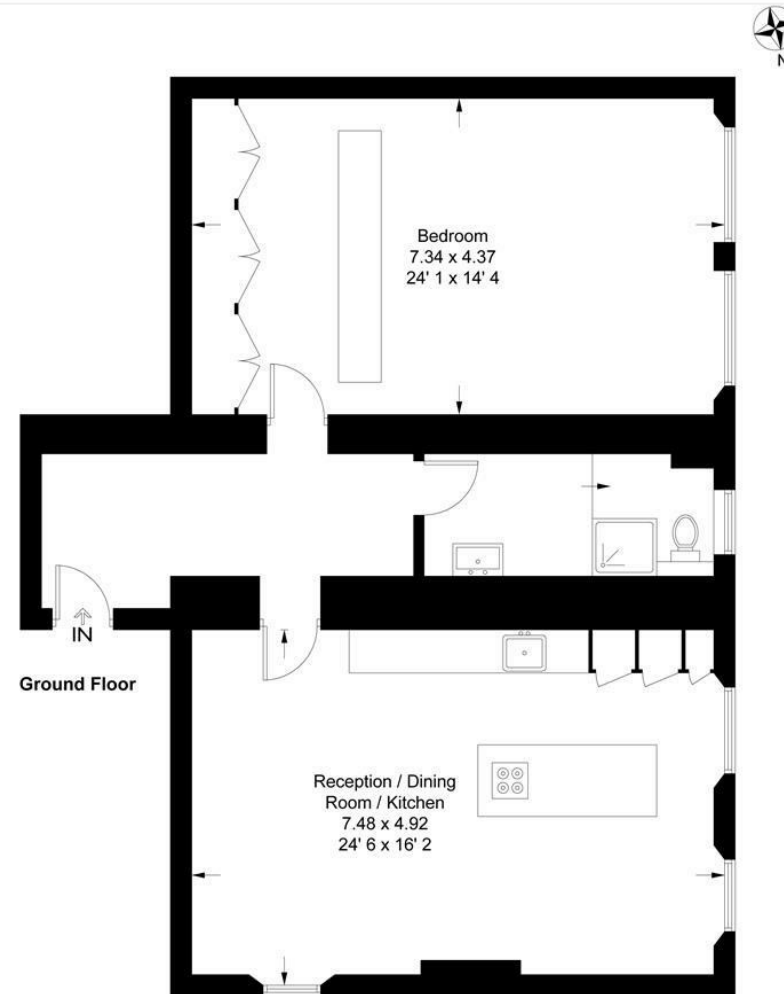 N
Bedroom
7.34 x 4.37
24' 1 x 14' 4
IN
Ground Floor
Reception / Dining
Room / Kitchen
7.48 x 4.92
24' 6 x 16' 2